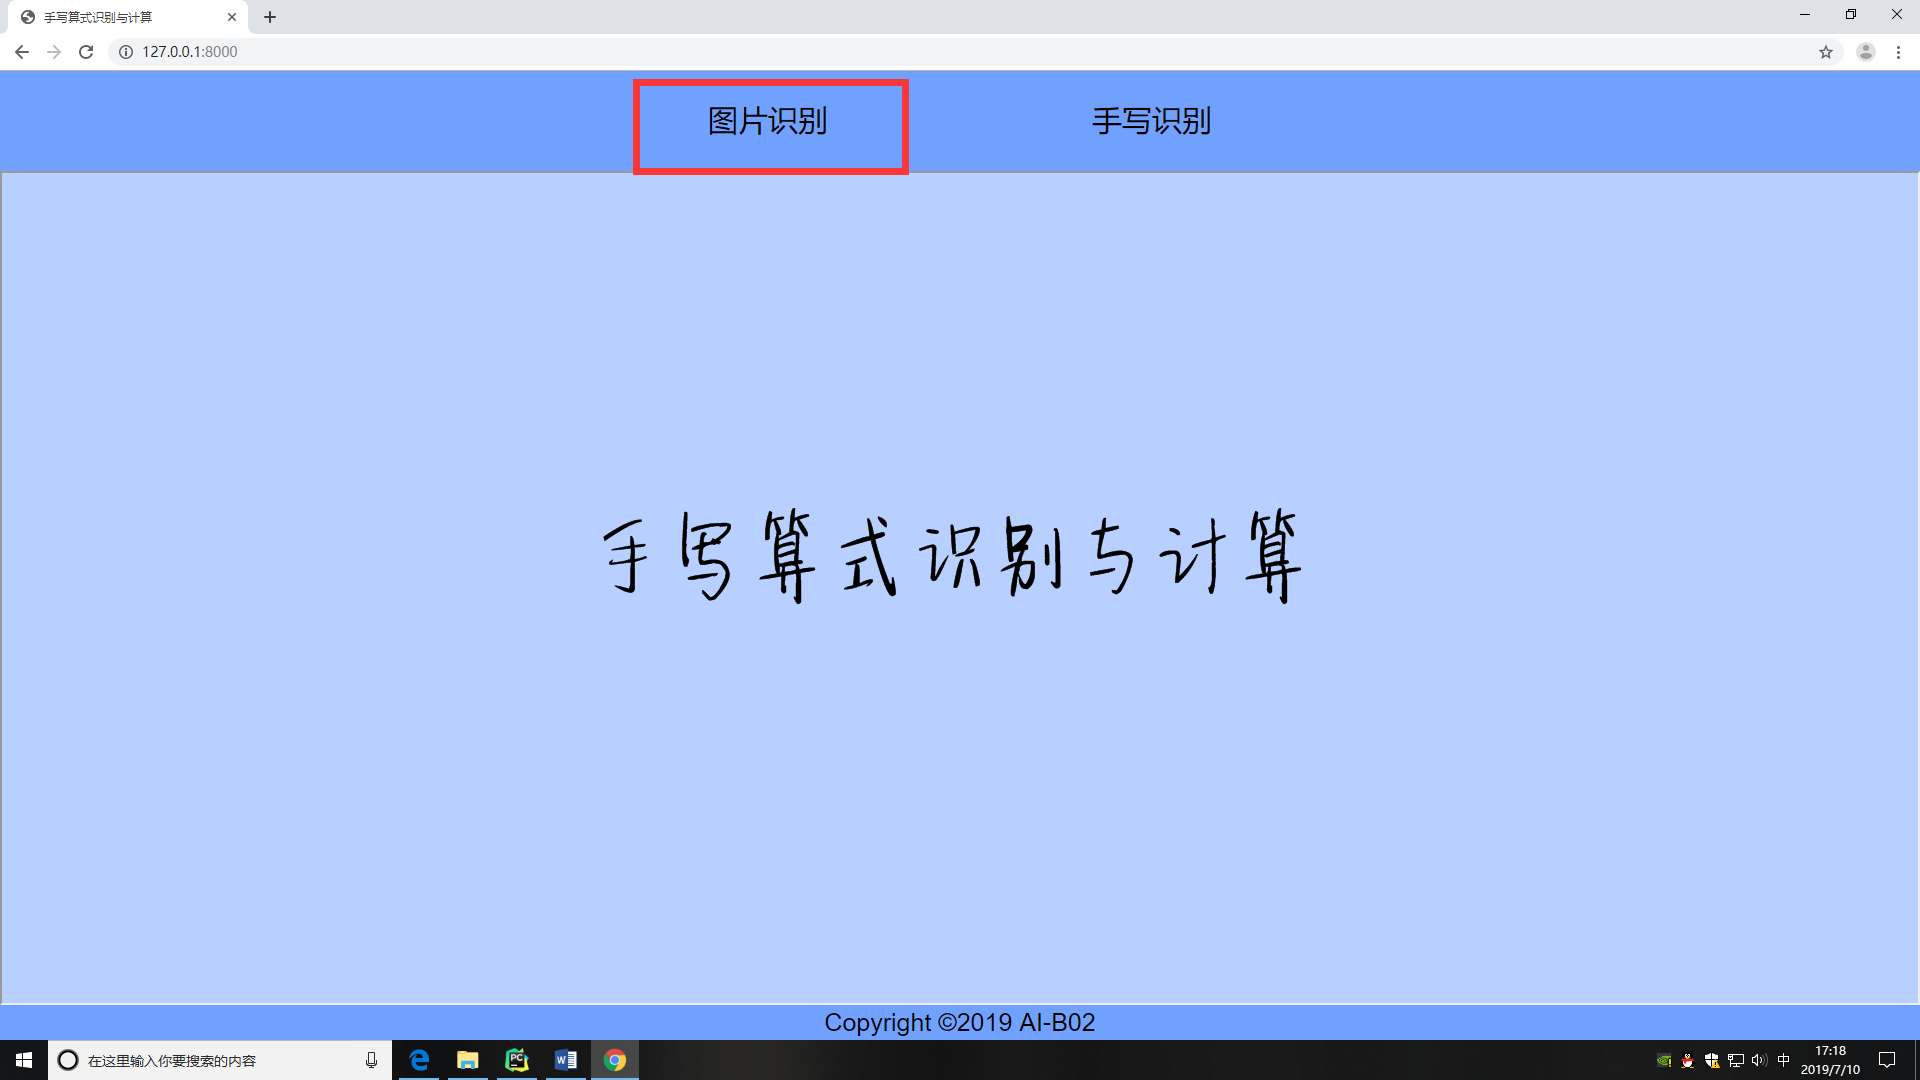 手写算式识别与计算
127.0.0.1:8000
图片识别 手写识别
手写算式识别与计算
Copyright ©2019 AI-B02
在这里输入你要搜索的内容
中 17:18
2019/7/10